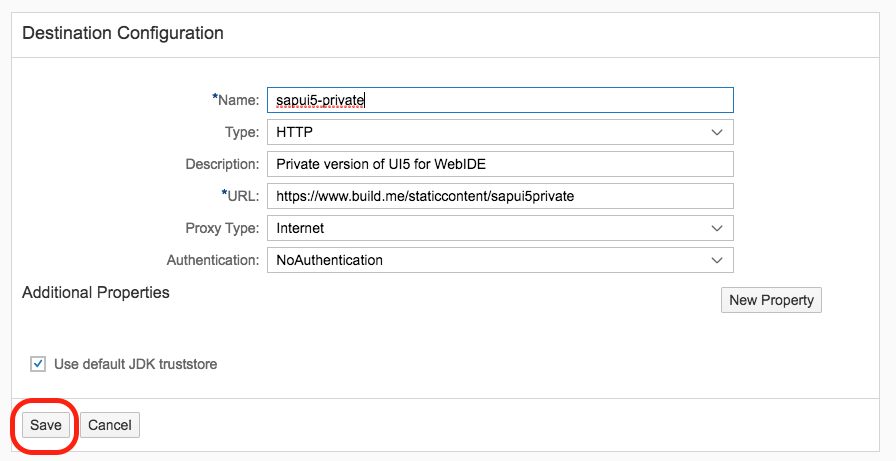 Destination Configuration
*Name: sapui5-private
Type: HTTP
Description: Private version of UI5 for WebIDE
*URL: https://www.build.me/staticcontent/sapui5private
Proxy Type: Internet
Authentication: NoAuthentication
Additional Properties
New Property
Use default JDK truststore
Save Cancel